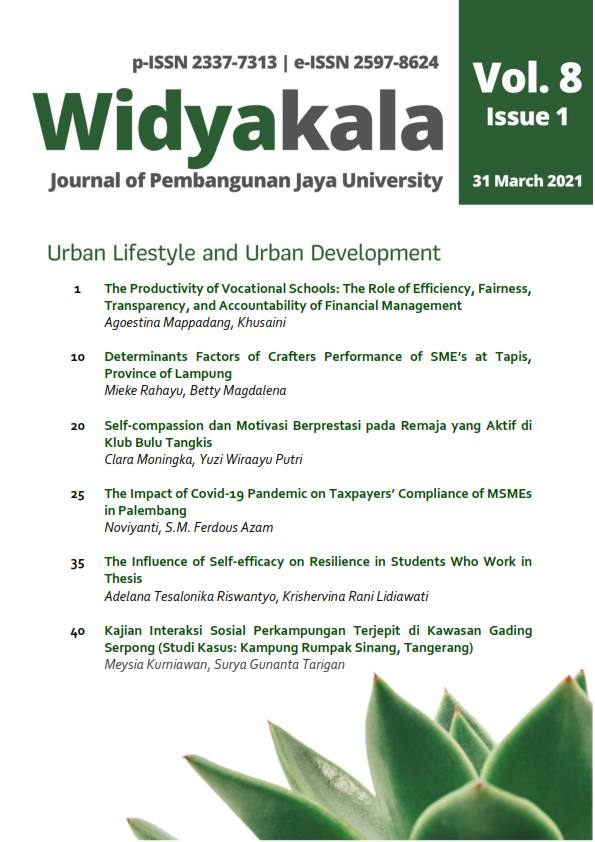 p-ISSN 2337-7313 | e-ISSN 2597-8624
Widyakala
Journal of Pembangunan Jaya University
Vol. 8
Issue 1
31 March 2021
Urban Lifestyle and Urban Development
1 The Productivity of Vocational Schools: The Role of Efficiency, Fairness,
Transparency, and Accountability of Financial Management
Agoestina Mappadang, Khusaini
10 Determinants Factors of Crafters Performance of SME's at Tapis,
Province of Lampung
Mieke Rahayu, Betty Magdalena
20 Self-compassion dan Motivasi Berprestasi pada Remaja yang Aktif di
Klub Bulu Tangkis
Clara Moningka, Yuzi Wiraayu Putri
25 The Impact of Covid-19 Pandemic on Taxpayers' Compliance of MSMEs
in Palembang
Noviyanti, S.M. Ferdous Azam
35 The Influence of Self-efficacy on Resilience in Students Who Work in
Thesis
Adelana Tesalonika Riswantyo, Krishervina Rani Lidiawati
40 Kajian Interaksi Sosial Perkampungan Terjepit di Kawasan Gading
Serpong (Studi Kasus: Kampung Rumpak Sinang, Tangerang)
Meysia Kurniawan, Surya Gunanta Tarigan